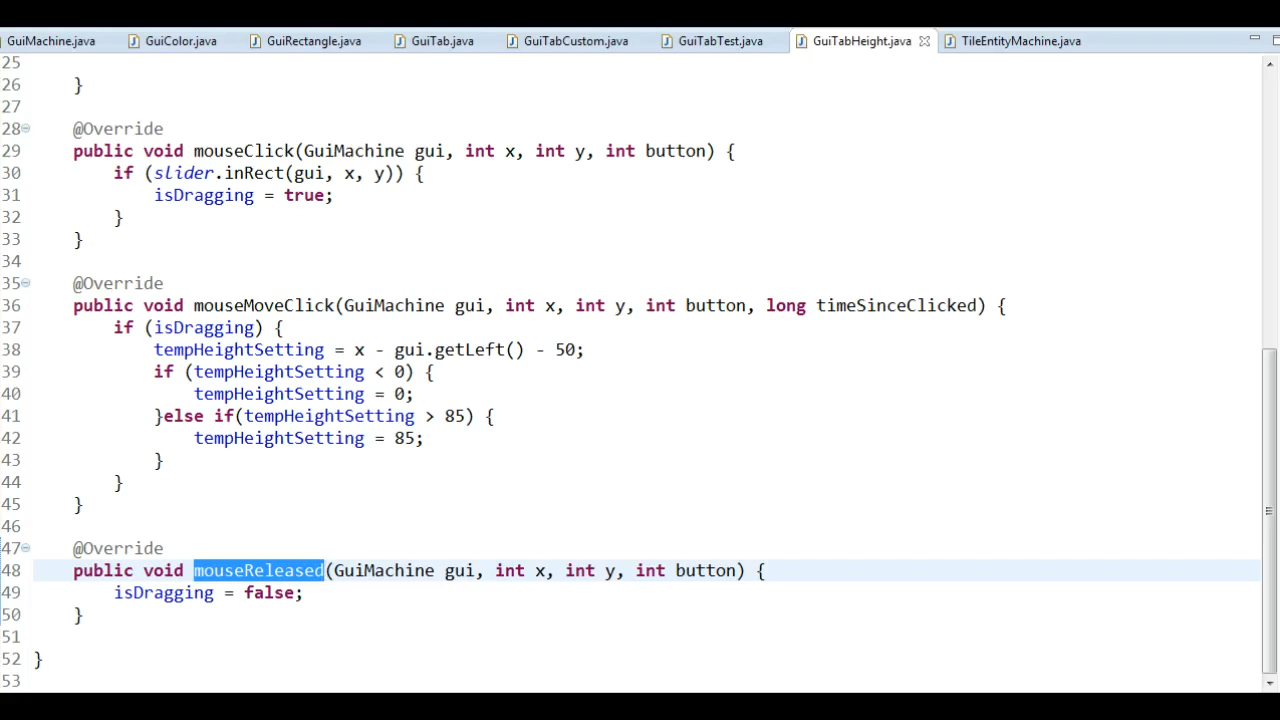 GuiMachine.java GuiColor.java GuiRectangle.java GuiTab.java GuiTabCustom.java GuiTabTest.java GuiTabHeight.java TileEntityMachine.java
25
26     }
27
28     @Override
29     public void mouseClick(GuiMachine gui, int x, int y, int button) {
30         if (slider.inRect(gui, x, y)) {
31             isDragging = true;
32         }
33     }
34
35     @Override
36     public void mouseMoveClick(GuiMachine gui, int x, int y, int button, long timeSinceClicked) {
37         if (isDragging) {
38             tempHeightSetting = x - gui.getLeft() - 50;
39             if (tempHeightSetting < 0) {
40                 tempHeightSetting = 0;
41             }else if(tempHeightSetting > 85) {
42                 tempHeightSetting = 85;
43             }
44         }
45     }
46
47     @Override
48     public void mouseReleased(GuiMachine gui, int x, int y, int button) {
49         isDragging = false;
50     }
51
52 }
53